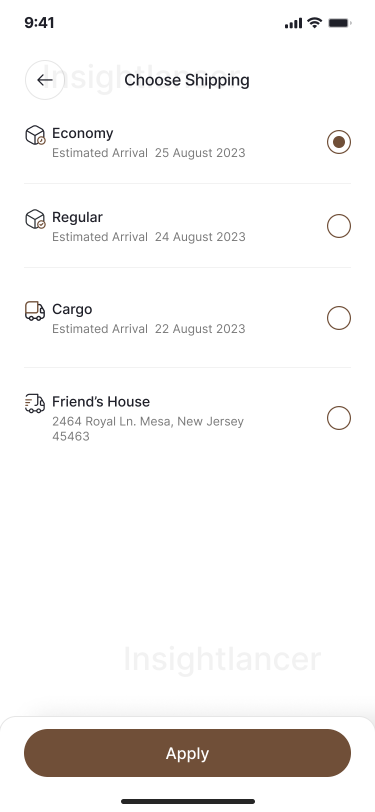 9:41
Insightlancer
Choose Shipping
Economy
Estimated Arrival  25 August 2023
Regular
Estimated Arrival  24 August 2023
Cargo
Estimated Arrival  22 August 2023
Friend’s House
2464 Royal Ln. Mesa, New Jersey
45463
Insightlancer
Apply